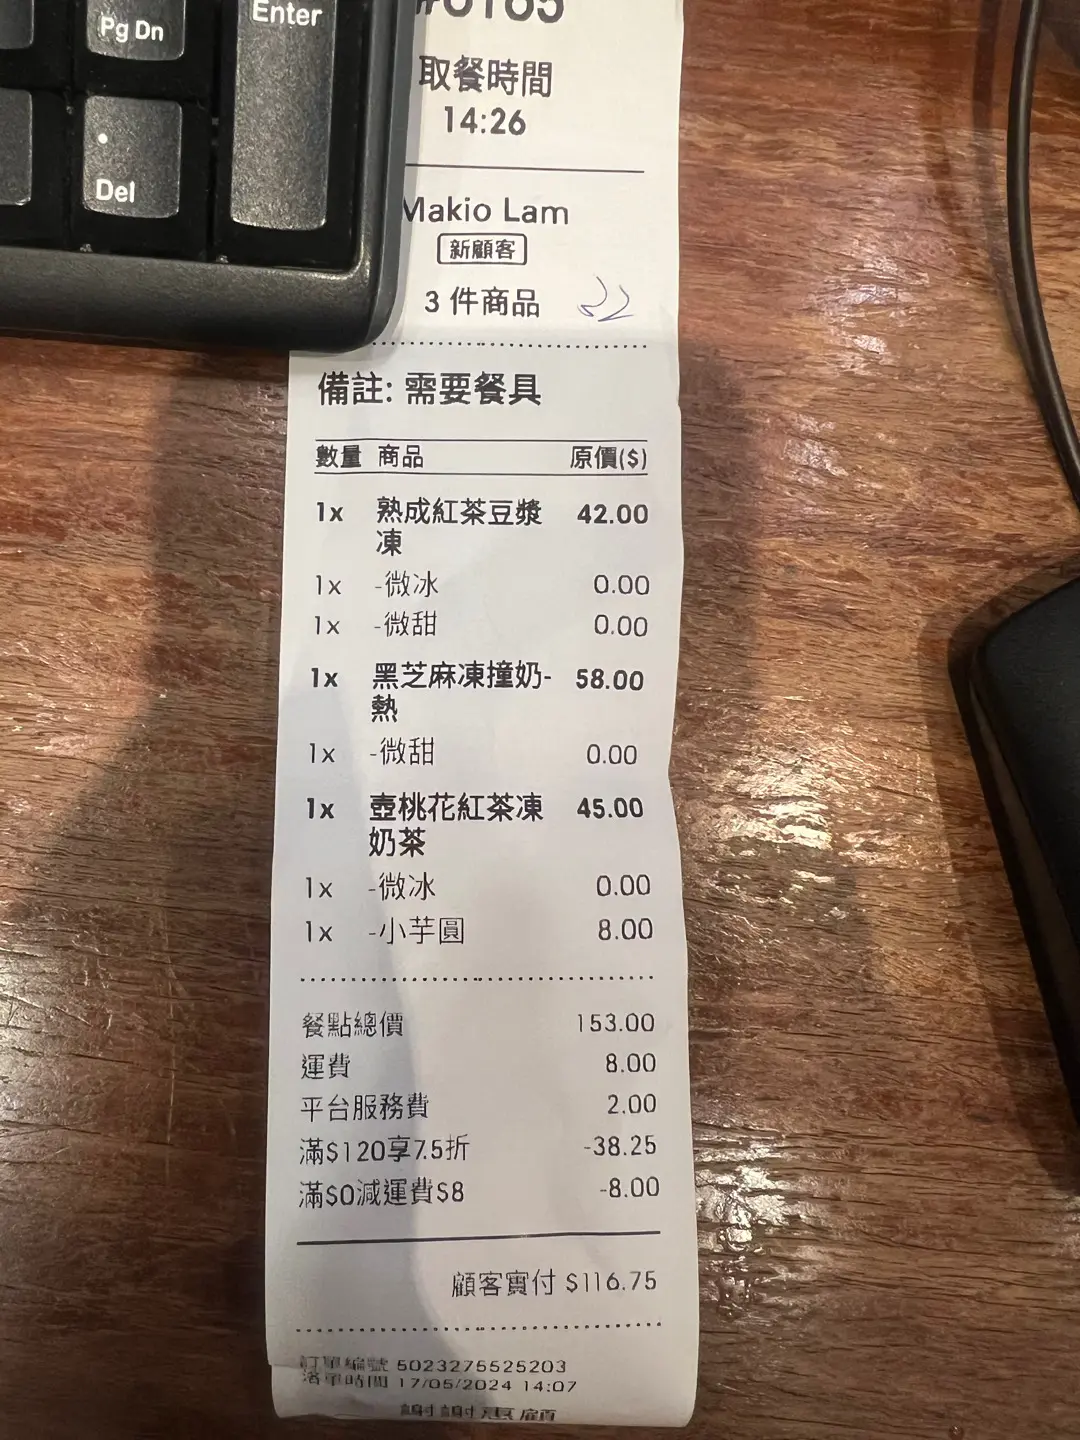 Pg Dn
Enter
Del
取餐時間
14:26
Makio Lam
新顧客
3 件商品
備註: 需要餐具
數量 商品 原價($)
1x 熟成紅茶豆漿 42.00
凍
1x -微冰 0.00
1x -微甜 0.00
1x 黑芝麻凍撞奶- 58.00
熱
1x -微甜 0.00
1x 壺桃花紅茶凍 45.00
奶茶
1x -微冰 0.00
1x -小芋圓 8.00
餐點總價 153.00
運費 8.00
平台服務費 2.00
滿$120享7.5折 -38.25
滿$0減運費$8 -8.00
顧客實付 $116.75
訂單編號 5023275525203
落單時間 17/05/2024 14:07
謝謝惠顧